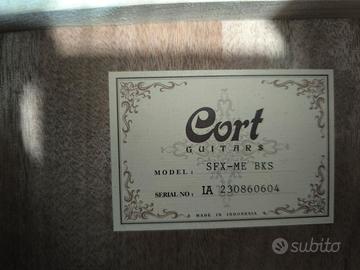 Cort
GUITARS
MODEL: SFX-ME BKS
SERIAL NO: IA 230860604
MADE IN INDONESIA
subito